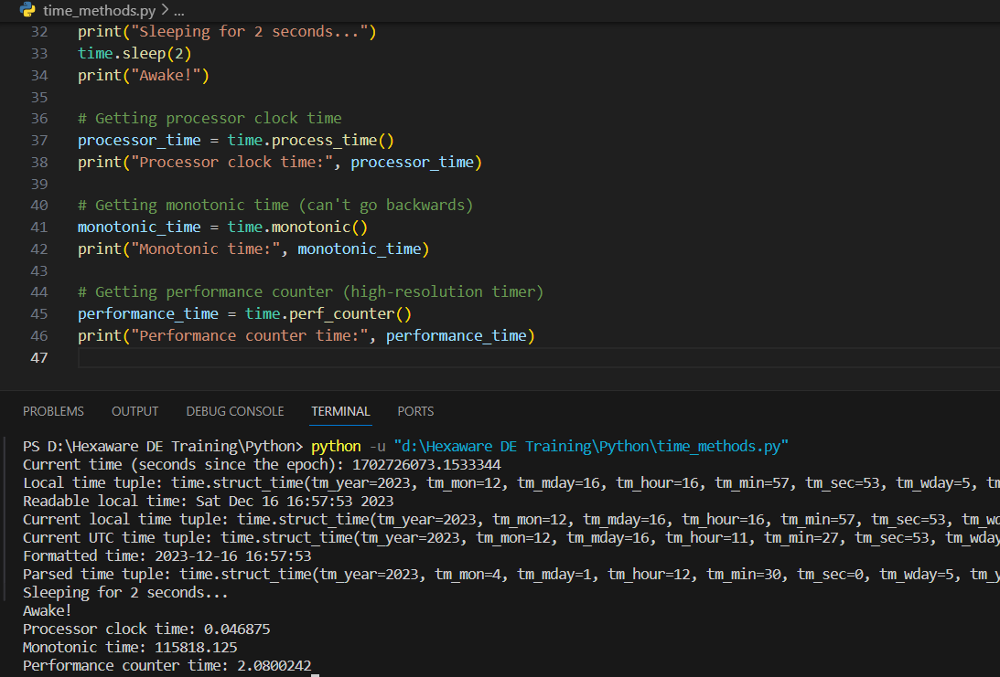 time_methods.py > ...
32 print("Sleeping for 2 seconds...")
33 time.sleep(2)
34 print("Awake!")
35
36 # Getting processor clock time
37 processor_time = time.process_time()
38 print("Processor clock time:", processor_time)
39
40 # Getting monotonic time (can't go backwards)
41 monotonic_time = time.monotonic()
42 print("Monotonic time:", monotonic_time)
43
44 # Getting performance counter (high-resolution timer)
45 performance_time = time.perf_counter()
46 print("Performance counter time:", performance_time)
47
PROBLEMS OUTPUT DEBUG CONSOLE TERMINAL PORTS
PS D:\Hexaware DE Training\Python> python -u "d:\Hexaware DE Training\Python\time_methods.py"
Current time (seconds since the epoch): 1702726073.1533344
Local time tuple: time.struct_time(tm_year=2023, tm_mon=12, tm_mday=16, tm_hour=16, tm_min=57, tm_sec=53, tm_wday=5, tm
Readable local time: Sat Dec 16 16:57:53 2023
Current local time tuple: time.struct_time(tm_year=2023, tm_mon=12, tm_mday=16, tm_hour=16, tm_min=57, tm_sec=53, tm_wd
Current UTC time tuple: time.struct_time(tm_year=2023, tm_mon=12, tm_mday=16, tm_hour=11, tm_min=27, tm_sec=53, tm_wday
Formatted time: 2023-12-16 16:57:53
Parsed time tuple: time.struct_time(tm_year=2023, tm_mon=4, tm_mday=1, tm_hour=12, tm_min=30, tm_sec=0, tm_wday=5, tm_y
Sleeping for 2 seconds...
Awake!
Processor clock time: 0.046875
Monotonic time: 115818.125
Performance counter time: 2.0800242